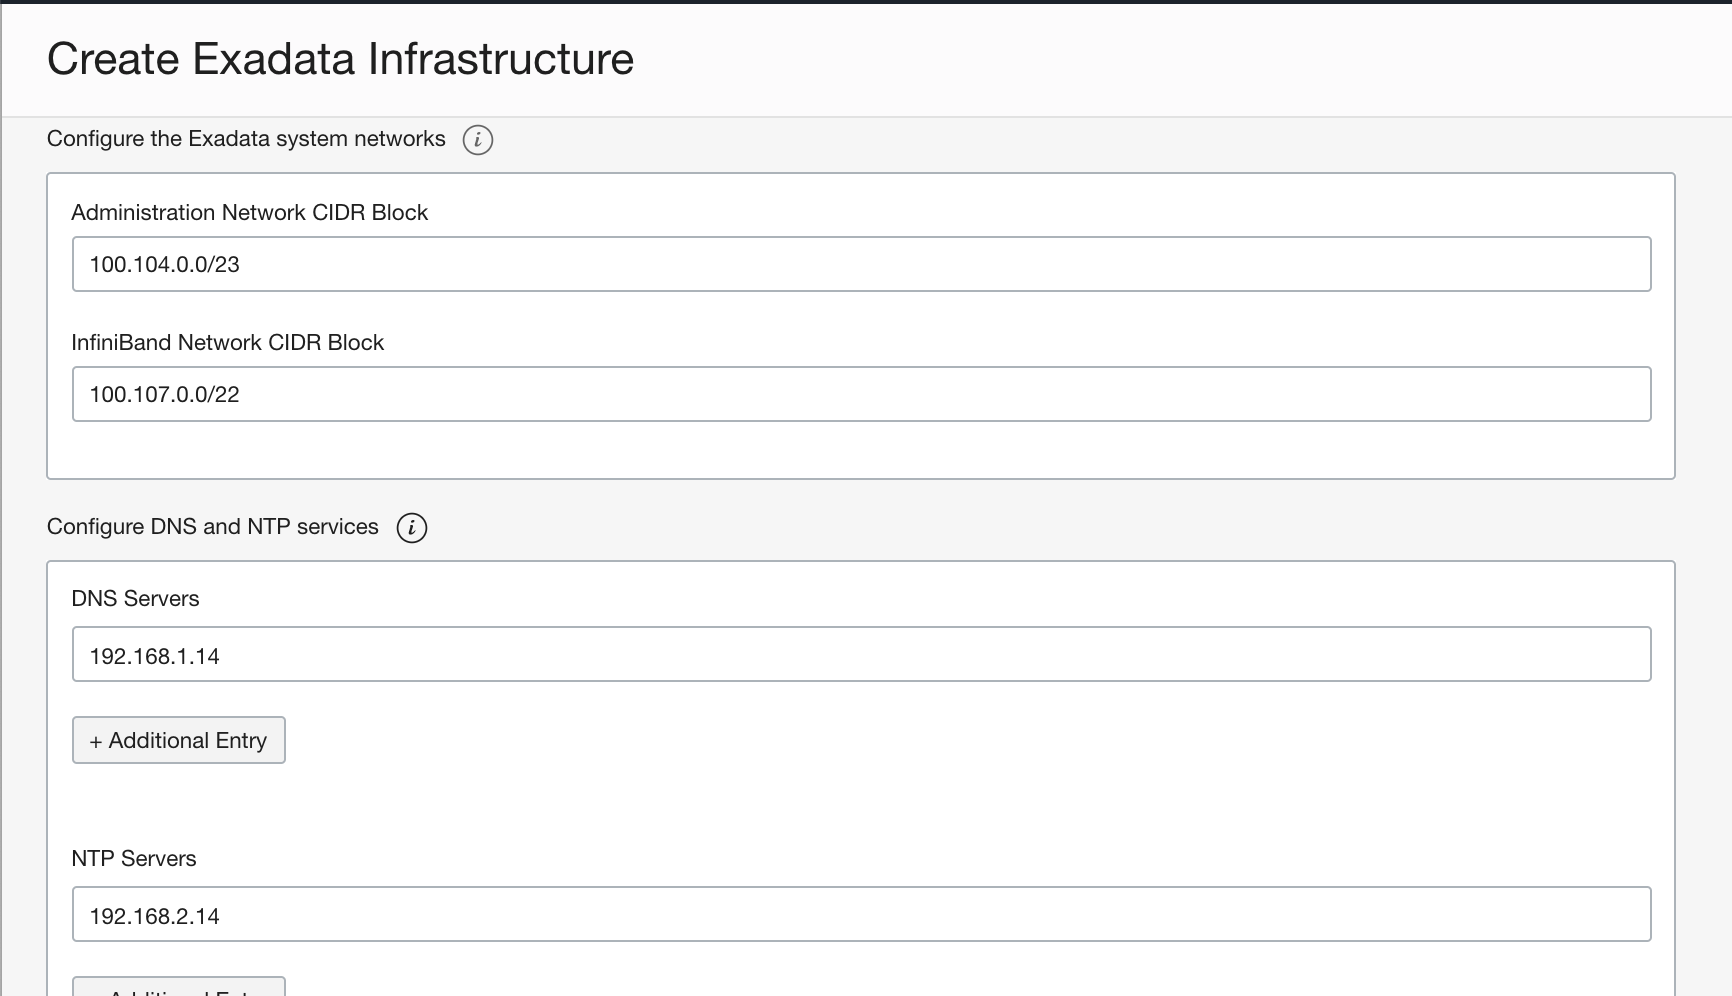 Create Exadata Infrastructure
Configure the Exadata system networks i
Administration Network CIDR Block
100.104.0.0/23
InfiniBand Network CIDR Block
100.107.0.0/22
Configure DNS and NTP services i
DNS Servers
192.168.1.14
+ Additional Entry
NTP Servers
192.168.2.14